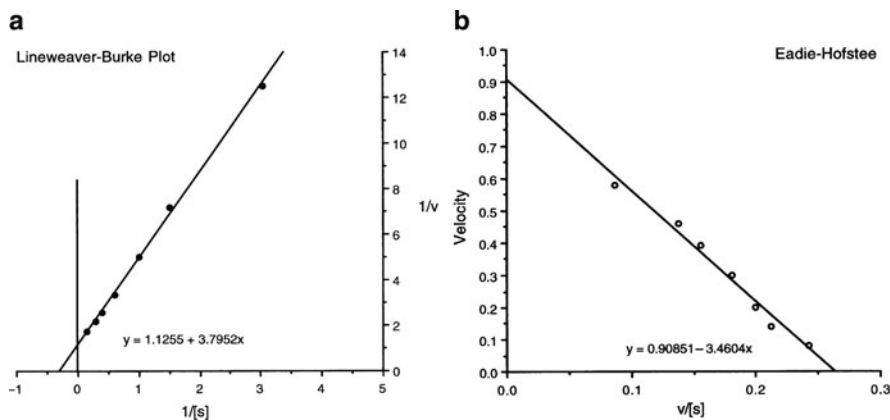 a
Lineweaver-Burke Plot
14
12
10
8
6
4
2
0
1/v
y = 1.1255 + 3.7952x
−1 0 1 2 3 4 5
1/[s]
b
Eadie-Hofstee
1.0
0.9
0.8
0.7
0.6
0.5
0.4
0.3
0.2
0.1
0.0
Velocity
y = 0.90851 − 3.4604x
0.0 0.1 0.2 0.3
v/[s]